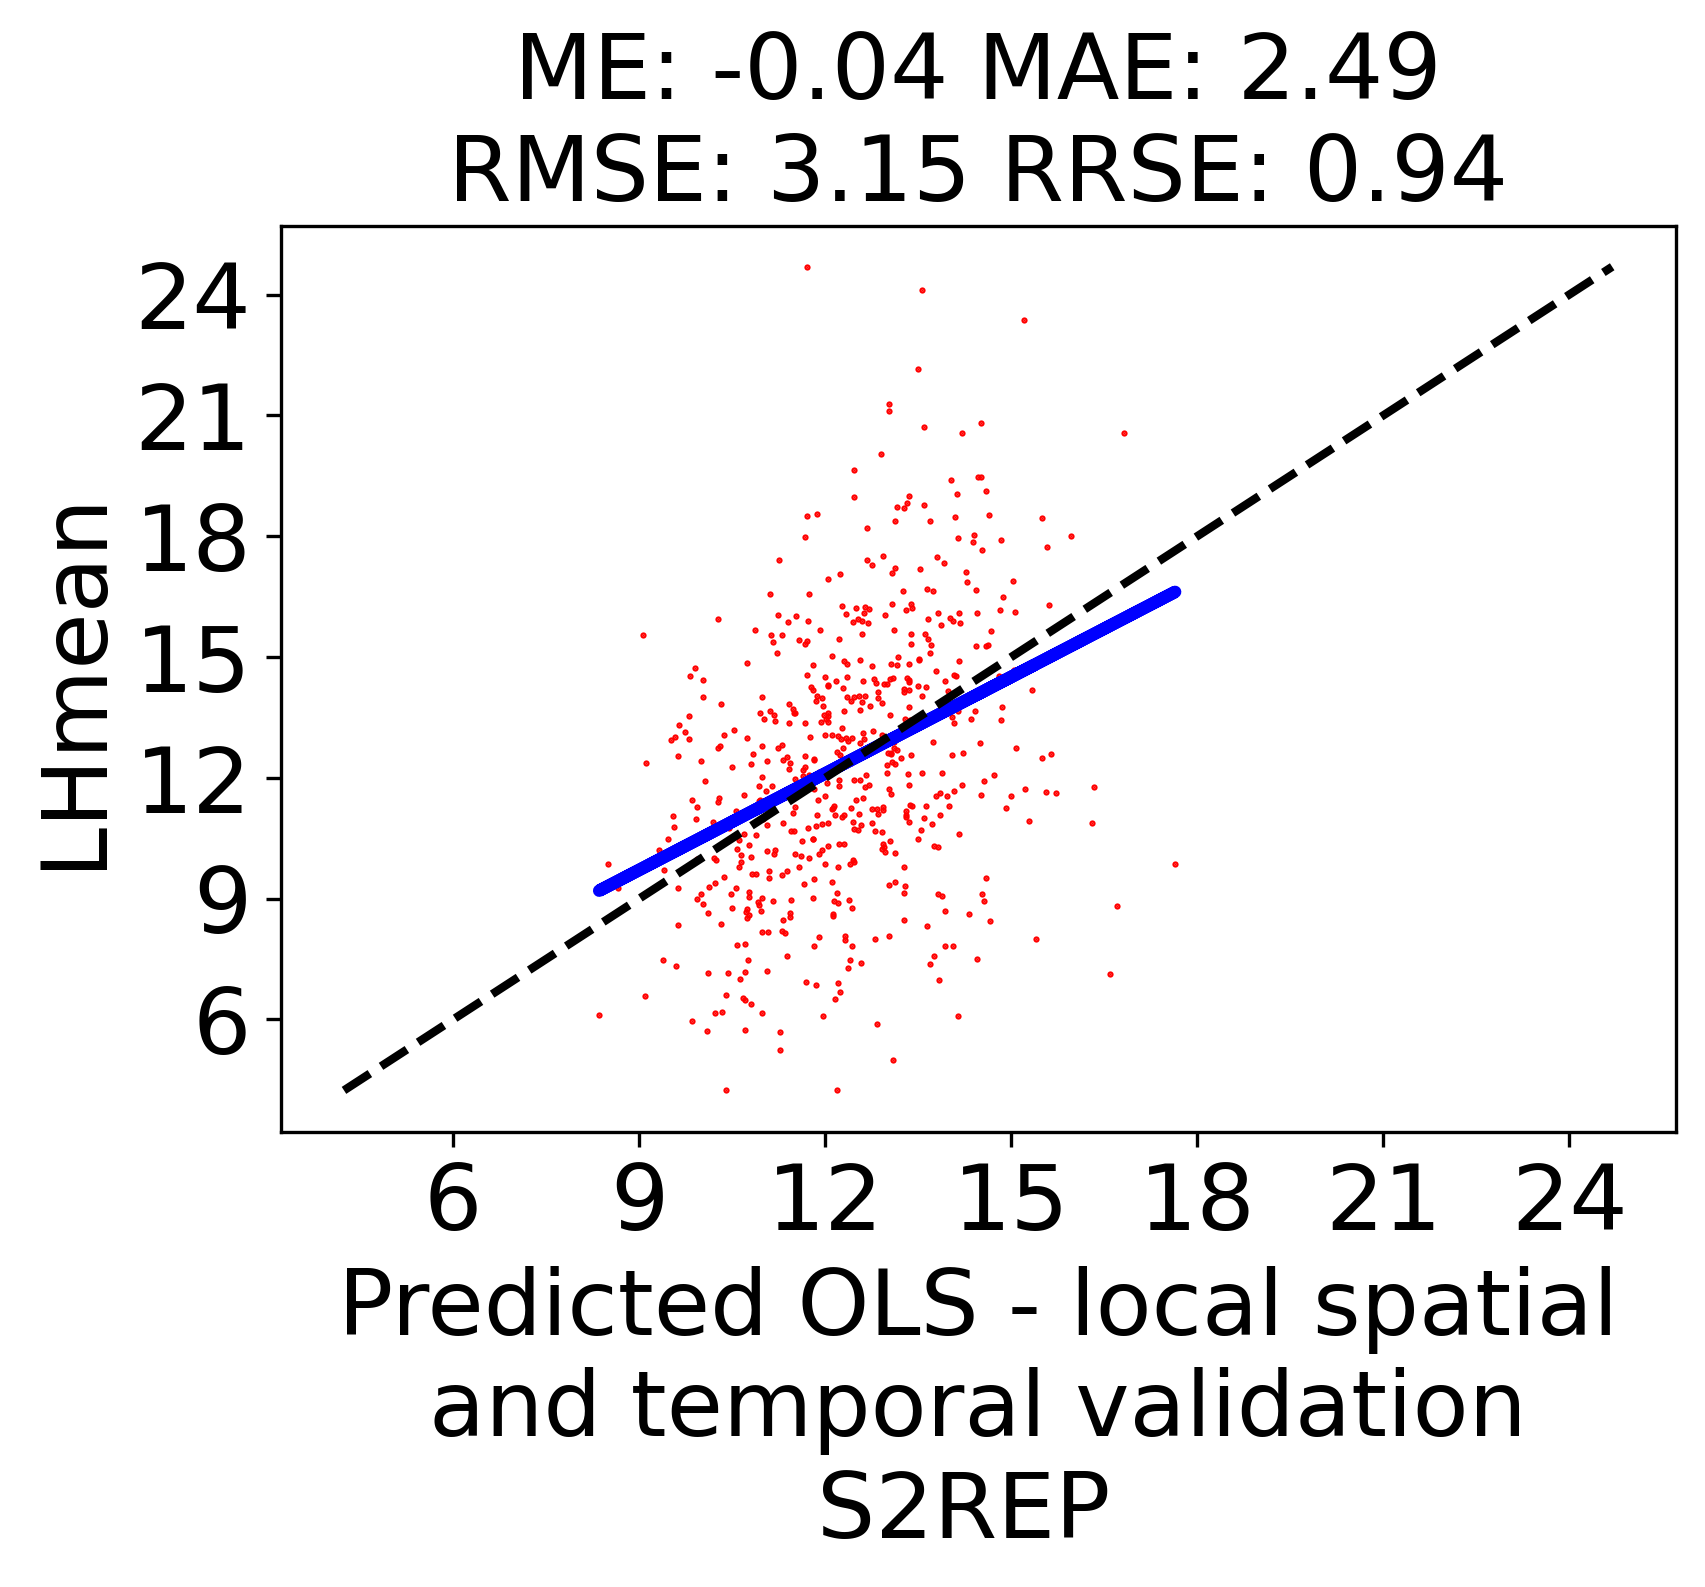 ME: -0.04 MAE: 2.49
RMSE: 3.15 RRSE: 0.94
24
21
18
15
12
9
6
LHmean
6 9 12 15 18 21 24
Predicted OLS - local spatial
and temporal validation
S2REP